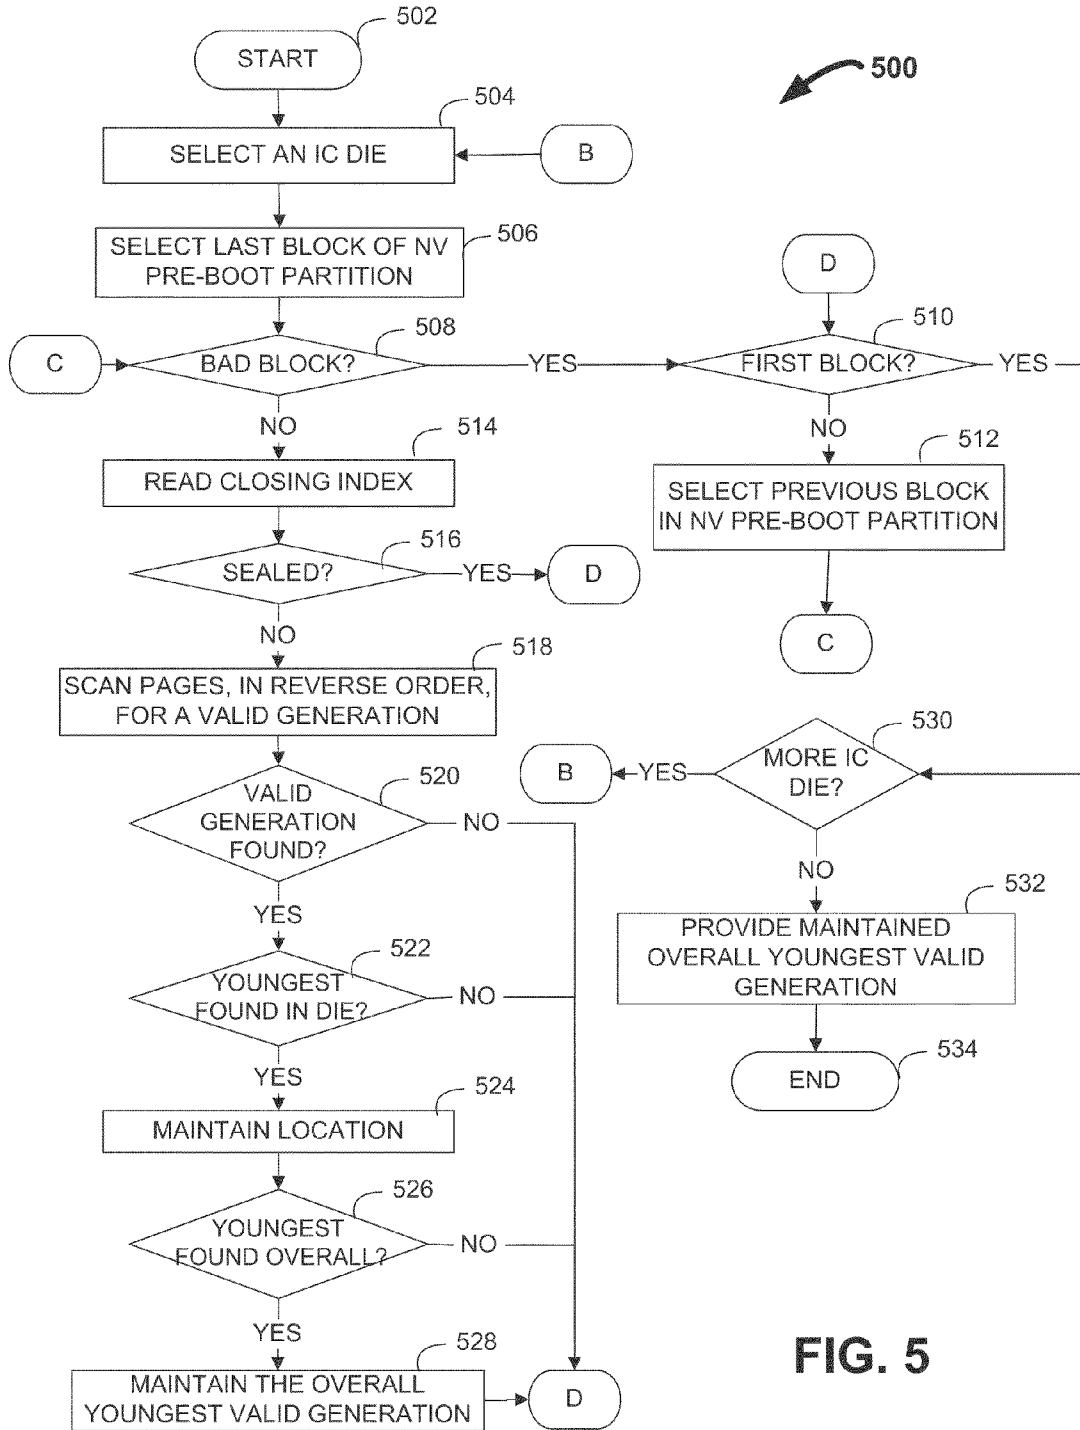 502
START
500
504
SELECT AN IC DIE
B
506
SELECT LAST BLOCK OF NV
PRE-BOOT PARTITION
D
508
510
C
BAD BLOCK?
YES
FIRST BLOCK?
YES
NO
NO
514
512
READ CLOSING INDEX
SELECT PREVIOUS BLOCK
IN NV PRE-BOOT PARTITION
516
SEALED?
YES
D
NO
C
518
SCAN PAGES, IN REVERSE ORDER,
FOR A VALID GENERATION
530
MORE IC
DIE?
YES
B
520
VALID
GENERATION
FOUND?
NO
NO
532
YES
PROVIDE MAINTAINED
OVERALL YOUNGEST VALID
GENERATION
522
YOUNGEST
FOUND IN DIE?
NO
534
END
YES
524
MAINTAIN LOCATION
526
YOUNGEST
FOUND OVERALL?
NO
YES
528
MAINTAIN THE OVERALL
YOUNGEST VALID GENERATION
D
FIG. 5